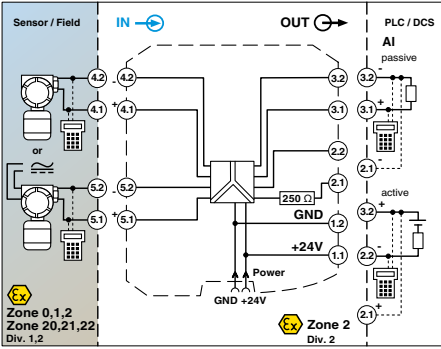 Sensor / Field
IN
OUT
PLC / DCS
AI
passive
4.2
-
4.2
3.2
3.2
-
4.1
+
4.1
3.1
3.1
+
or
2.2
2.1
2.1
-
5.2
-
5.2
250 Ω
active
5.1
+
5.1
GND
1.2
3.2
+
+24V
1.1
2.2
-
Power
GND +24V
2.1
+
Ex
Zone 0,1,2
Zone 20,21,22
Div. 1,2
Ex
Zone 2
Div. 2